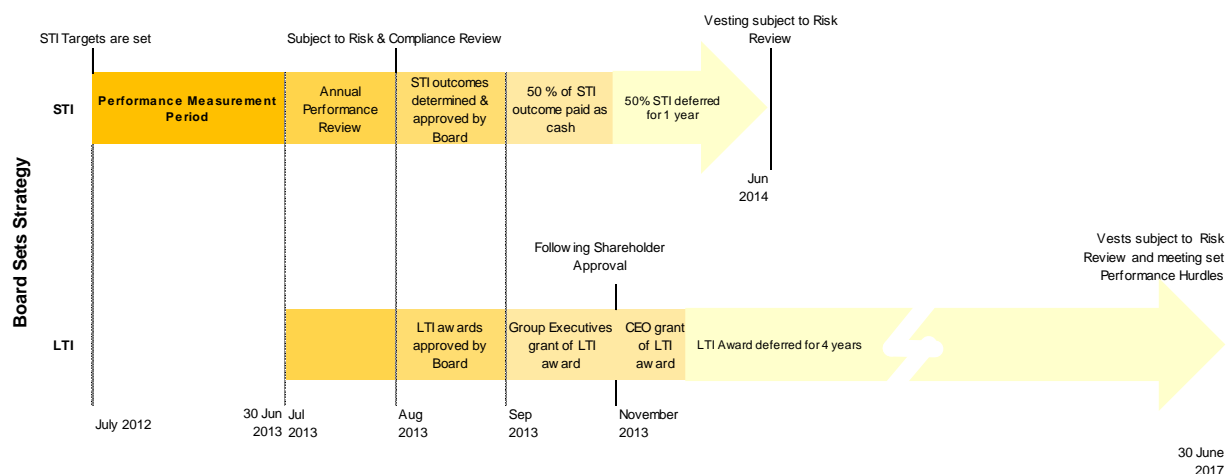 Vesting subject to Risk
Review
STI Targets are set
Subject to Risk & Compliance Review
STI
Performance Measurement
Period
Annual
Performance
Review
STI outcomes
determined &
approved by
Board
50 % of STI
outcome paid as
cash
50% STI deferred
for 1 year
Jun
2014
Board Sets Strategy
Following Shareholder
Approval
Vests subject to Risk
Review and meeting set
Performance Hurdles
LTI
LTI awards
approved by
Board
Group Executives
grant of LTI
award
CEO grant
of LTI
award
LTI Award deferred for 4 years
July 2012
30 Jun
2013
Jul
2013
Aug
2013
Sep
2013
November
2013
30 June
2017